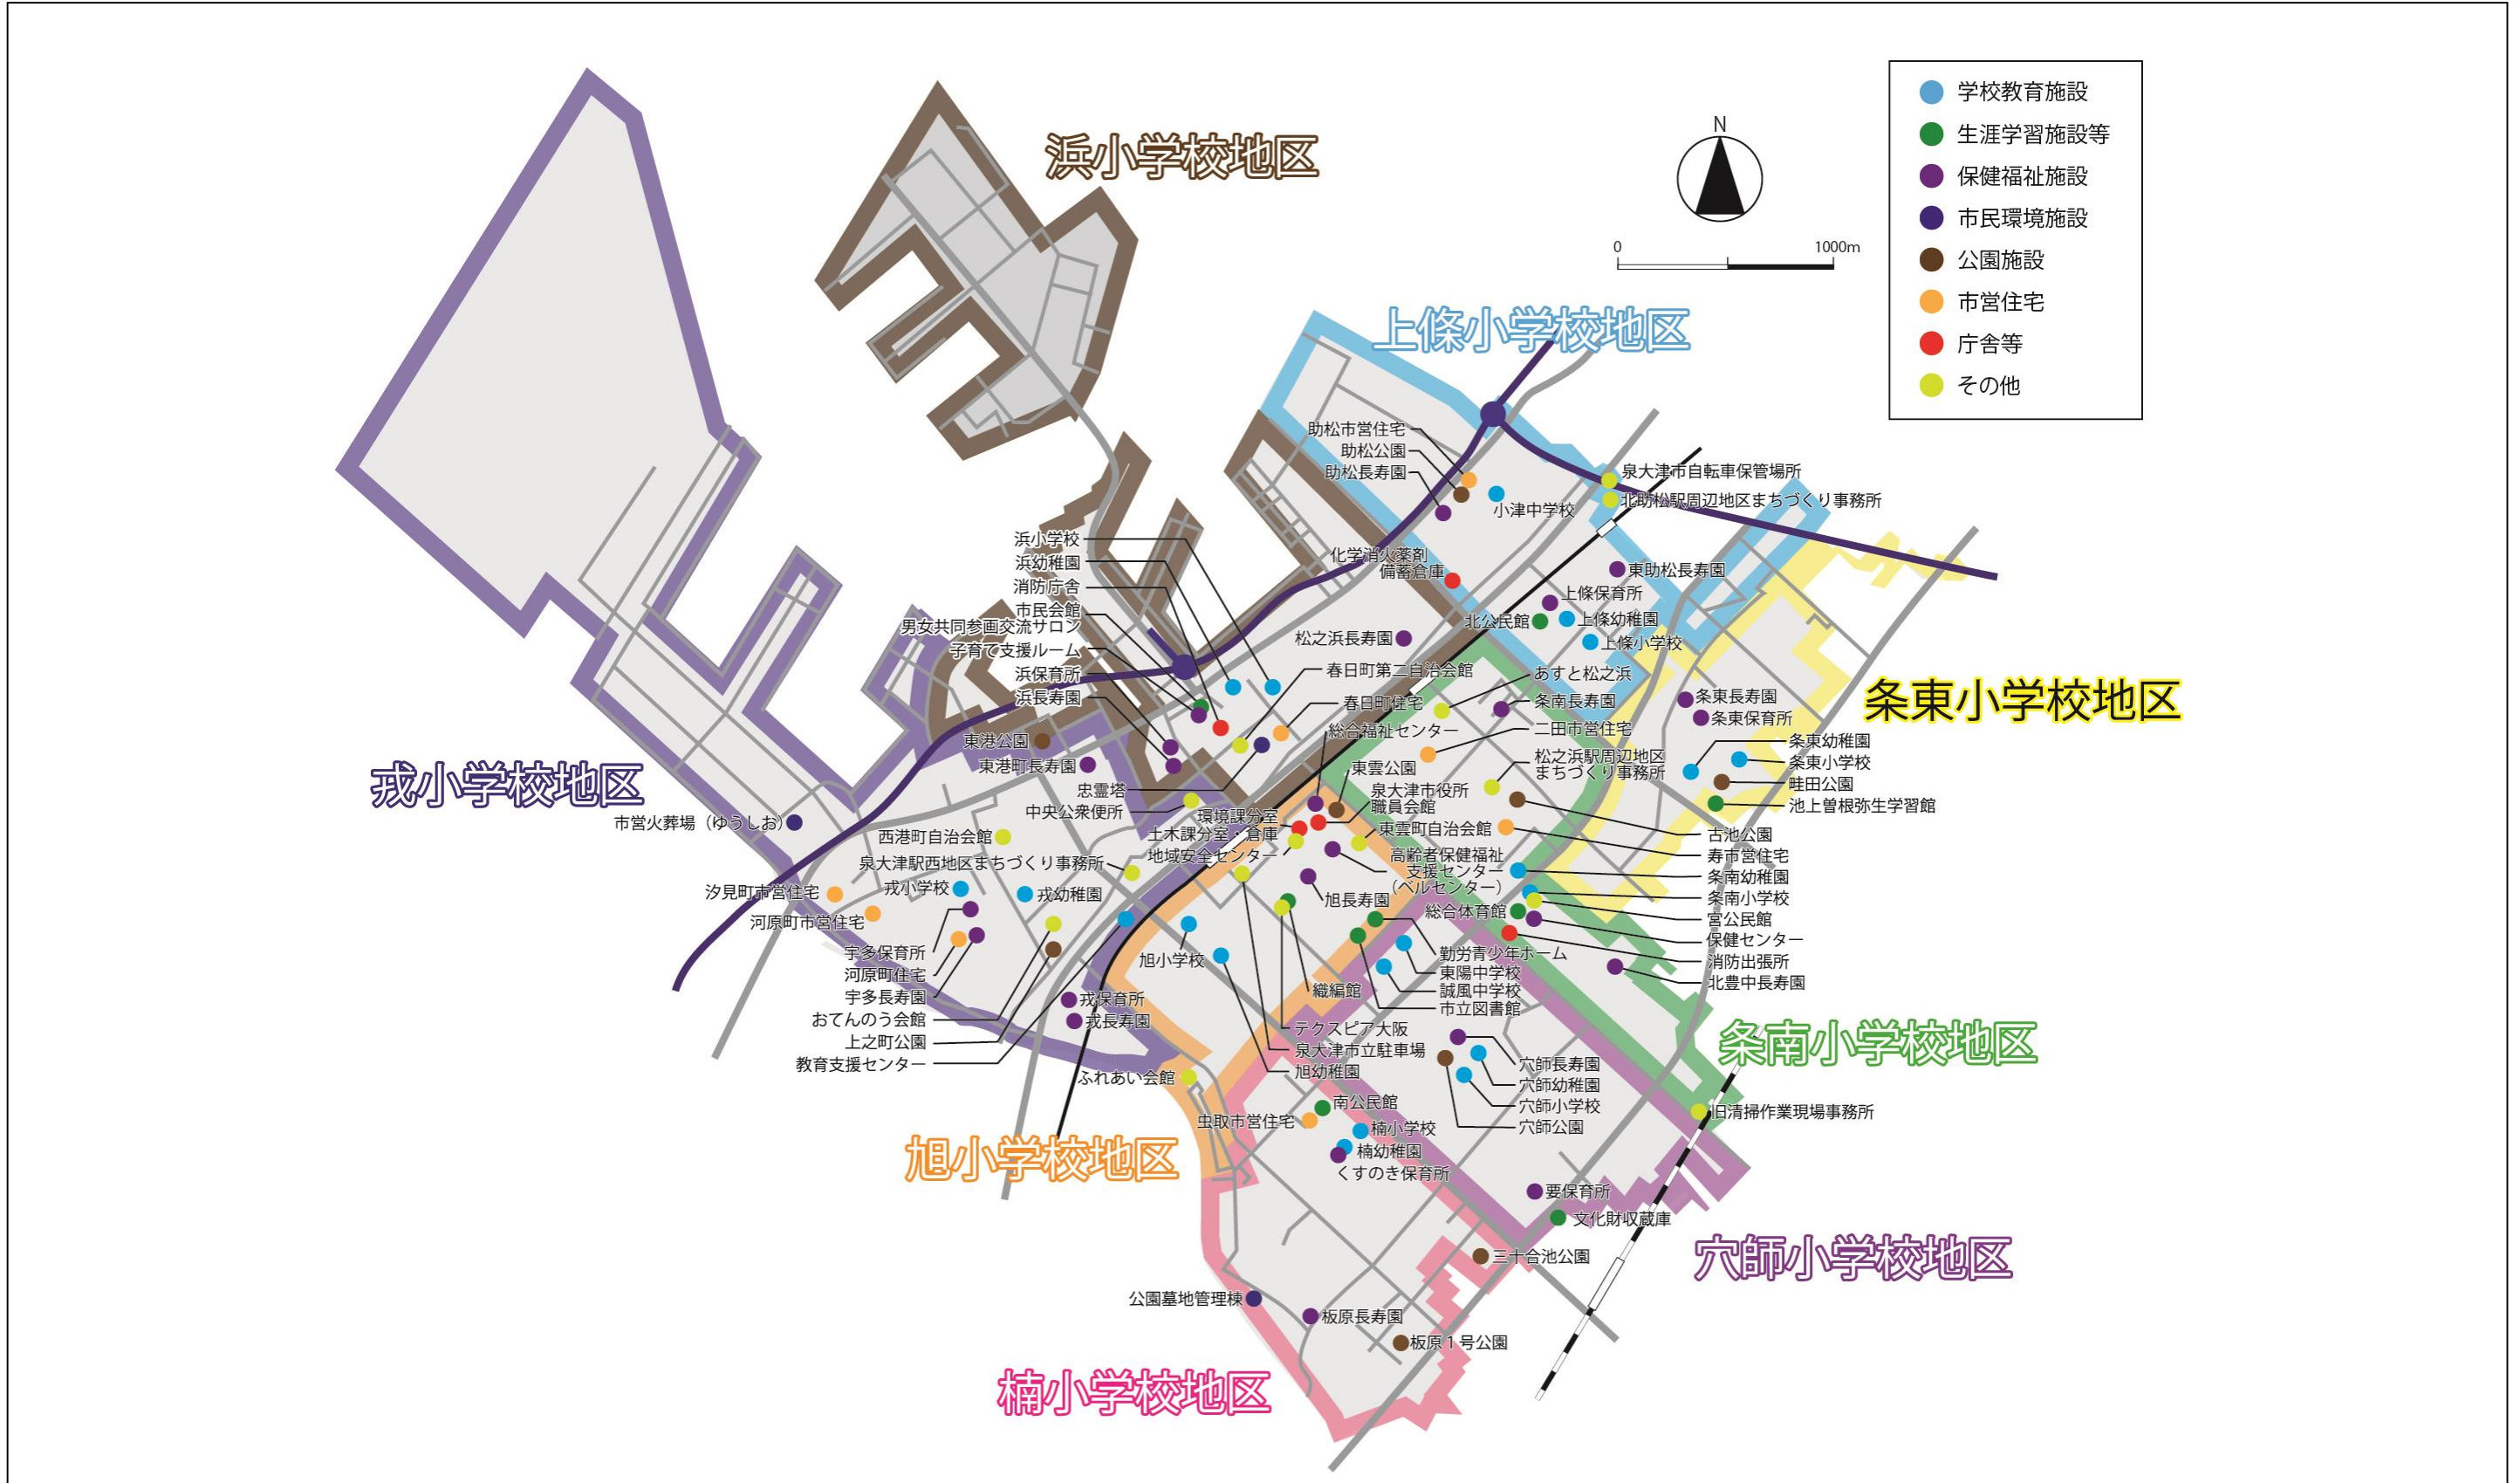 浜小学校地区
N
0
1000m
学校教育施設
生涯学習施設等
保健福祉施設
市民環境施設
公園施設
市営住宅
庁舎等
その他
上條小学校地区
助松市営住宅
助松公園
助松長寿園
小津中学校
泉大津市自転車保管場所
北助松駅周辺地区まちづくり事務所
化学消火薬剤
備蓄倉庫
東助松長寿園
上條保育所
北公民館
上條幼稚園
上條小学校
松之浜長寿園
浜小学校
浜幼稚園
消防庁舎
市民会館
男女共同参画交流サロン
子育て支援ルーム
浜保育所
浜長寿園
春日町第二自治会館
春日町住宅
総合福祉センター
あすと松之浜
条南長寿園
二田市営住宅
松之浜駅周辺地区
まちづくり事務所
条東小学校地区
条東長寿園
条東保育所
条東幼稚園
条東小学校
畦田公園
池上曽根弥生学習館
東港公園
東港町長寿園
忠霊塔
中央公衆便所
東雲公園
泉大津市役所
職員会館
環境課分室
土木課分室・倉庫
地域安全センター
東雲町自治会館
高齢者保健福祉
支援センター
(ベルセンター)
旭長寿園
総合体育館
古池公園
寿市営住宅
条南幼稚園
条南小学校
宮公民館
保健センター
消防出張所
北豊中長寿園
戎小学校地区
市営火葬場(ゆうしお)
西港町自治会館
泉大津駅西地区まちづくり事務所
汐見町市営住宅
戎小学校
戎幼稚園
河原町市営住宅
宇多保育所
河原町住宅
宇多長寿園
おてんのう会館
上之町公園
教育支援センター
戎保育所
戎長寿園
旭小学校
勤労青少年ホーム
東陽中学校
誠風中学校
市立図書館
織編館
テクスピア大阪
泉大津市立駐車場
旭幼稚園
条南小学校地区
ふれあい会館
穴師長寿園
穴師幼稚園
穴師小学校
穴師公園
旧清掃作業現場事務所
旭小学校地区
南公民館
虫取市営住宅
楠小学校
楠幼稚園
くすのき保育所
要保育所
文化財収蔵庫
穴師小学校地区
三十合池公園
公園墓地管理棟
板原長寿園
板原1号公園
楠小学校地区